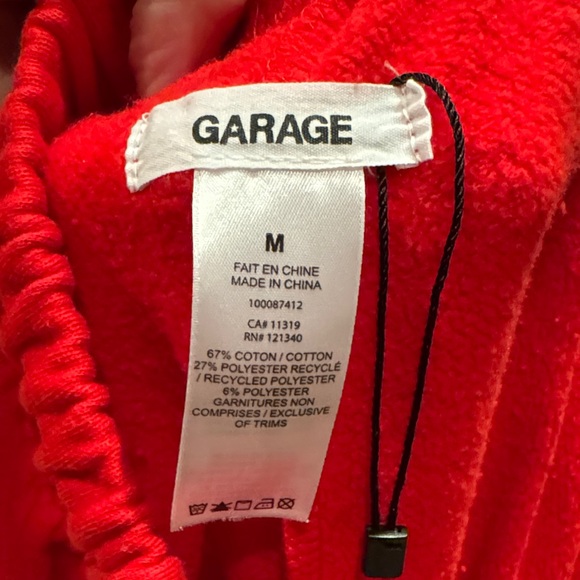 GARAGE
M
FAIT EN CHINE
MADE IN CHINA
100087412
CA# 11319
RN# 121340
67% COTON / COTTON
27% POLYESTER RECYCLÉ
/ RECYCLED POLYESTER
6% POLYESTER
GARNITURES NON
COMPRISES / EXCLUSIVE
OF TRIMS